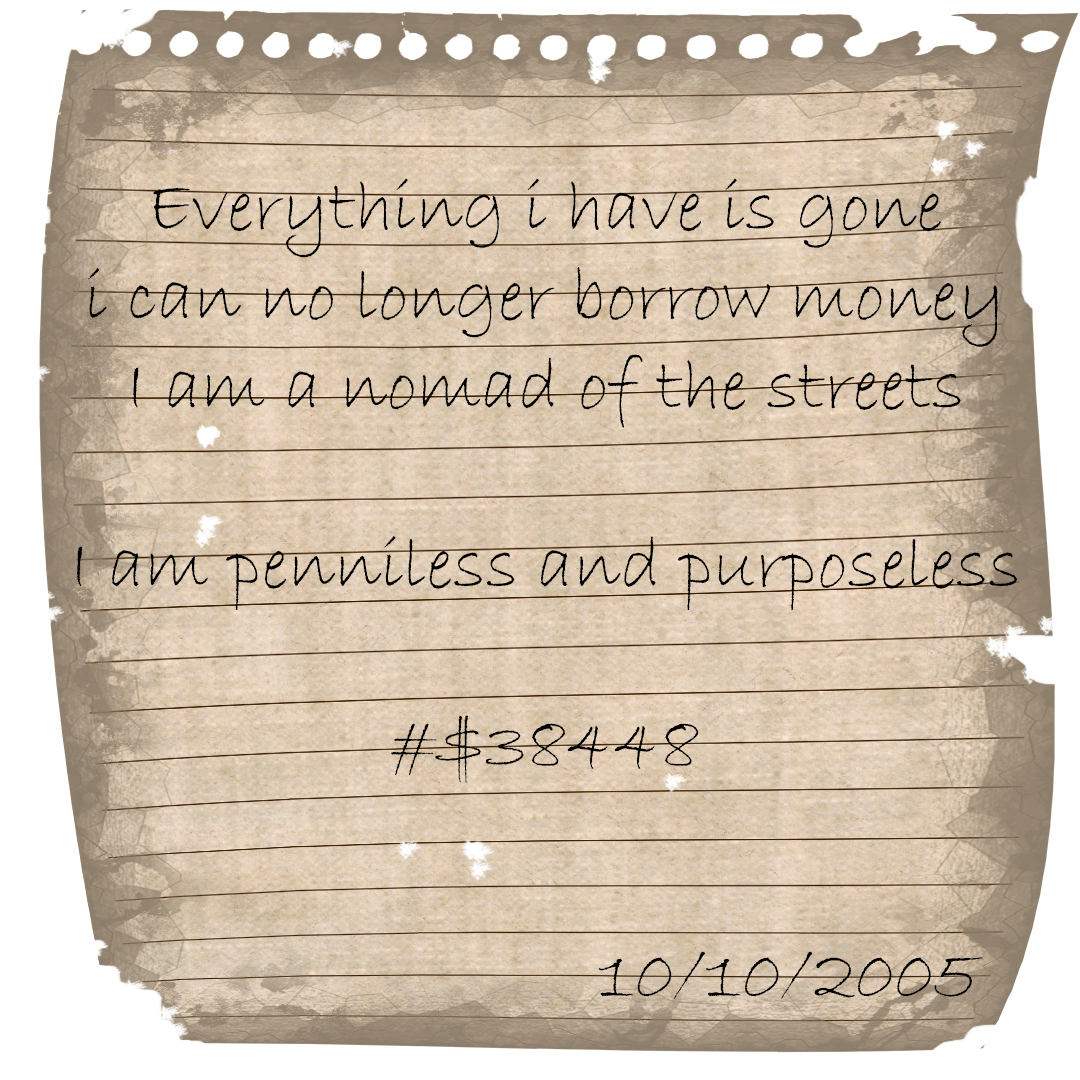 Everything i have is gone
i can no longer borrow money
I am a nomad of the streets
I am penniless and purposeless
#$38448
10/10/2005